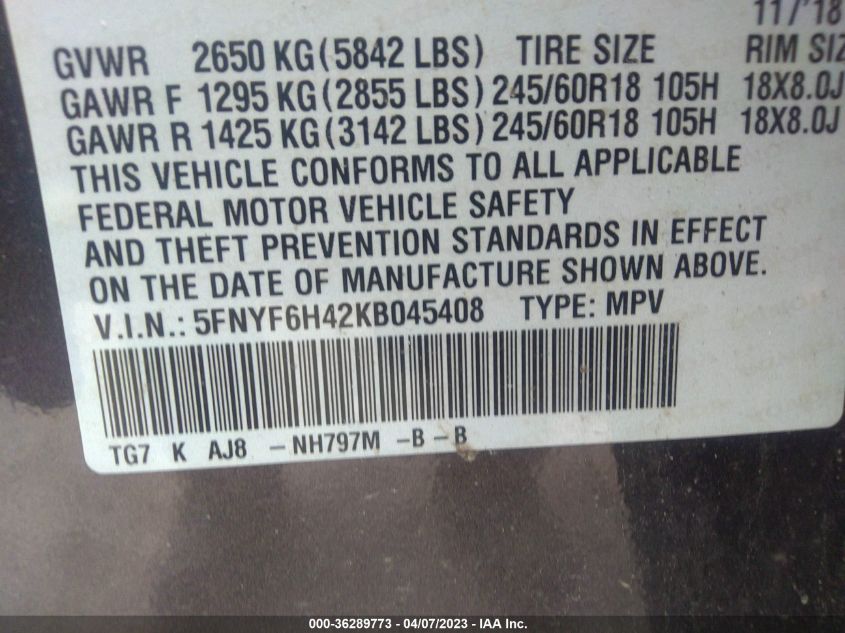 11/'18
GVWR 2650 KG (5842 LBS) TIRE SIZE RIM SIZ
GAWR F 1295 KG (2855 LBS) 245/60R18 105H 18X8.0J
GAWR R 1425 KG (3142 LBS) 245/60R18 105H 18X8.0J
THIS VEHICLE CONFORMS TO ALL APPLICABLE
FEDERAL MOTOR VEHICLE SAFETY
AND THEFT PREVENTION STANDARDS IN EFFECT
ON THE DATE OF MANUFACTURE SHOWN ABOVE.
V.I.N.: 5FNYF6H42KB045408 TYPE: MPV
TG7 K AJ8 -NH797M -B-B
000-36289773 - 04/07/2023 - IAA Inc.